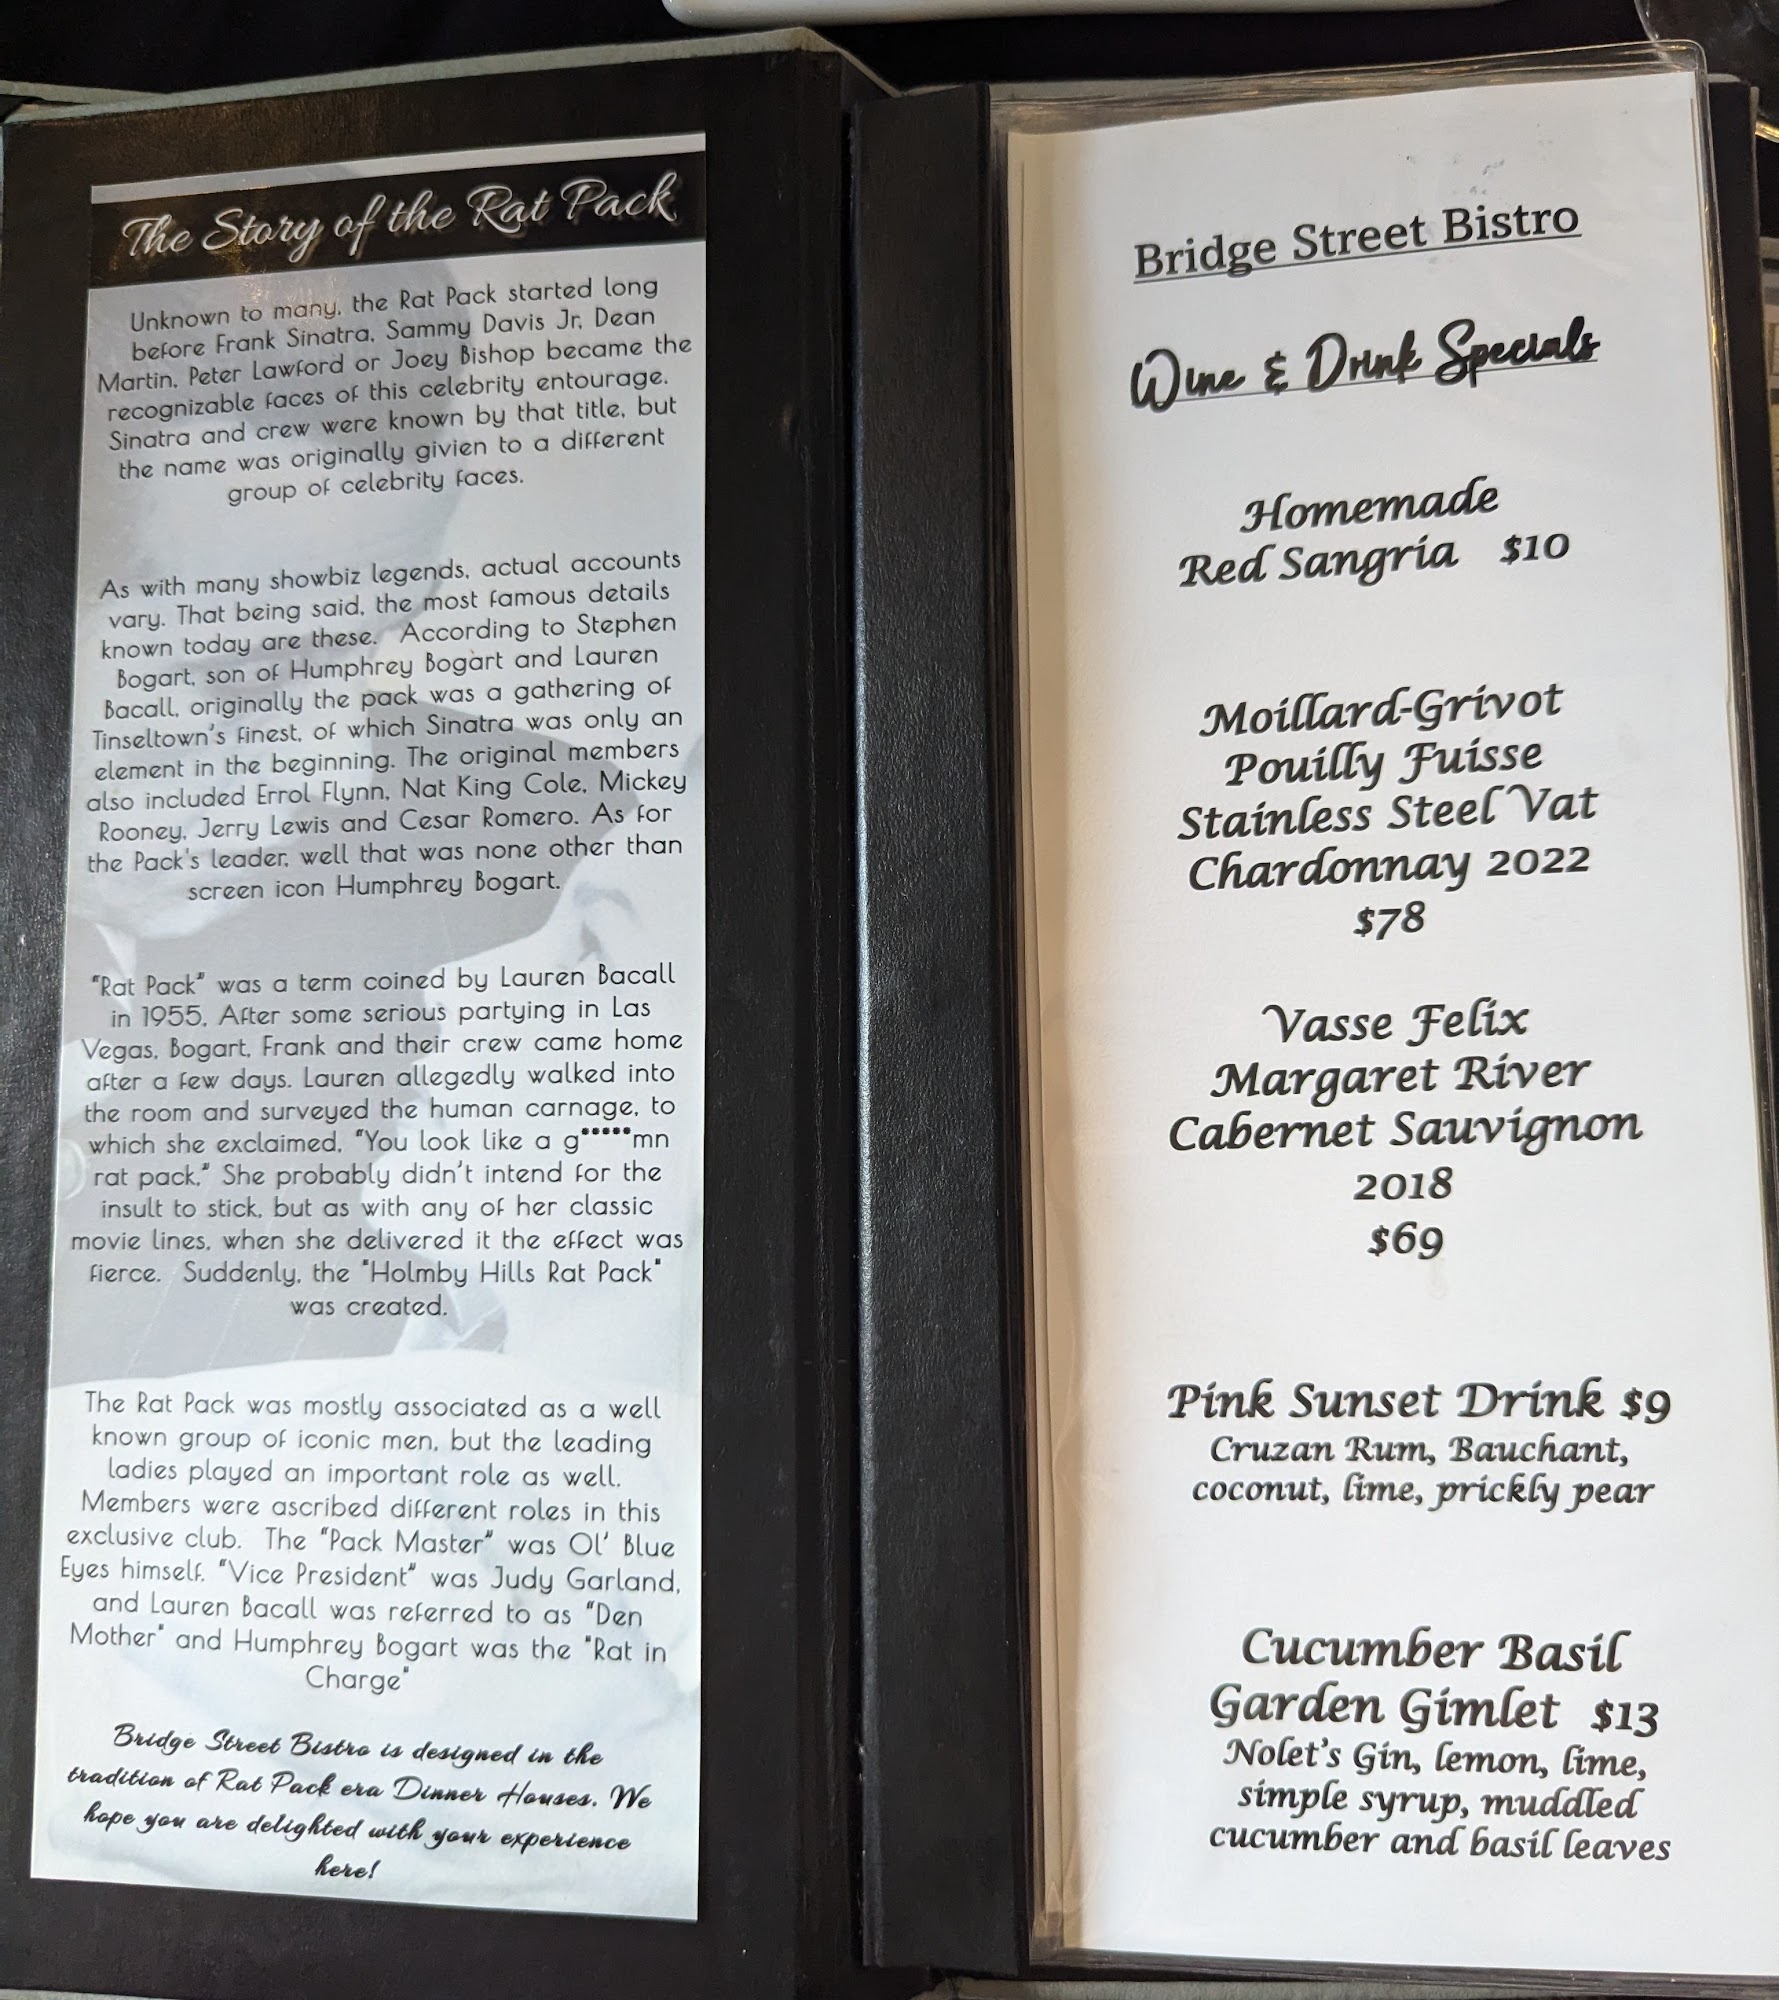 The Story of the Rat Pack
Unknown to many, the Rat Pack started long
before Frank Sinatra, Sammy Davis Jr, Dean
Martin, Peter Lawford or Joey Bishop became the
recognizable faces of this celebrity entourage.
Sinatra and crew were known by that title, but
the name was originally givien to a different
group of celebrity faces.
As with many showbiz legends, actual accounts
vary. That being said, the most famous details
known today are these. According to Stephen
Bogart, son of Humphrey Bogart and Lauren
Bacall, originally the pack was a gathering of
Tinseltown's finest, of which Sinatra was only an
element in the beginning. The original members
also included Errol Flynn, Nat King Cole, Mickey
Rooney, Jerry Lewis and Cesar Romero. As for
the Pack's leader, well that was none other than
screen icon Humphrey Bogart.
"Rat Pack" was a term coined by Lauren Bacall
in 1955. After some serious partying in Las
Vegas, Bogart, Frank and their crew came home
after a few days. Lauren allegedly walked into
the room and surveyed the human carnage, to
which she exclaimed, "You look like a g*****mn
rat pack." She probably didn't intend for the
insult to stick, but as with any of her classic
movie lines, when she delivered it the effect was
fierce. Suddenly, the "Holmby Hills Rat Pack"
was created.
The Rat Pack was mostly associated as a well
known group of iconic men, but the leading
ladies played an important role as well.
Members were ascribed different roles in this
exclusive club. The "Pack Master" was Ol' Blue
Eyes himself. "Vice President" was Judy Garland,
and Lauren Bacall was referred to as "Den
Mother" and Humphrey Bogart was the "Rat in
Charge"
Bridge Street Bistro is designed in the
tradition of Rat Pack era Dinner Houses. We
hope you are delighted with your experience
here!
Bridge Street Bistro
Wine & Drink Specials
Homemade
Red Sangria $10
Moillard-Grivot
Pouilly Fuisse
Stainless Steel Vat
Chardonnay 2022
$78
Vasse Felix
Margaret River
Cabernet Sauvignon
2018
$69
Pink Sunset Drink $9
Cruzan Rum, Bauchant,
coconut, lime, prickly pear
Cucumber Basil
Garden Gimlet $13
Nolet's Gin, lemon, lime,
simple syrup, muddled
cucumber and basil leaves